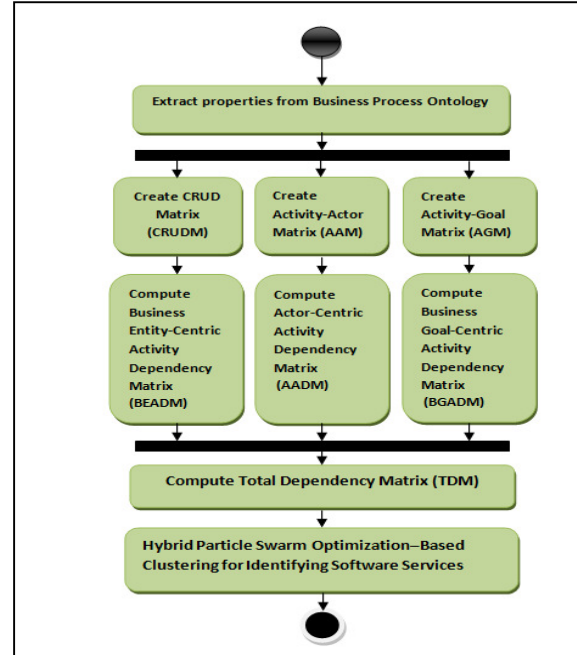 Extract properties from Business Process Ontology
Create CRUD
Matrix
(CRUDM)
Create
Activity-Actor
Matrix (AAM)
Create
Activity-Goal
Matrix (AGM)
Compute
Business
Entity-Centric
Activity
Dependency
Matrix
(BEADM)
Compute
Actor-Centric
Activity
Dependency
Matrix
(AADM)
Compute
Business
Goal-Centric
Activity
Dependency
Matrix
(BGADM)
Compute Total Dependency Matrix (TDM)
Hybrid Particle Swarm Optimization–Based
Clustering for Identifying Software Services